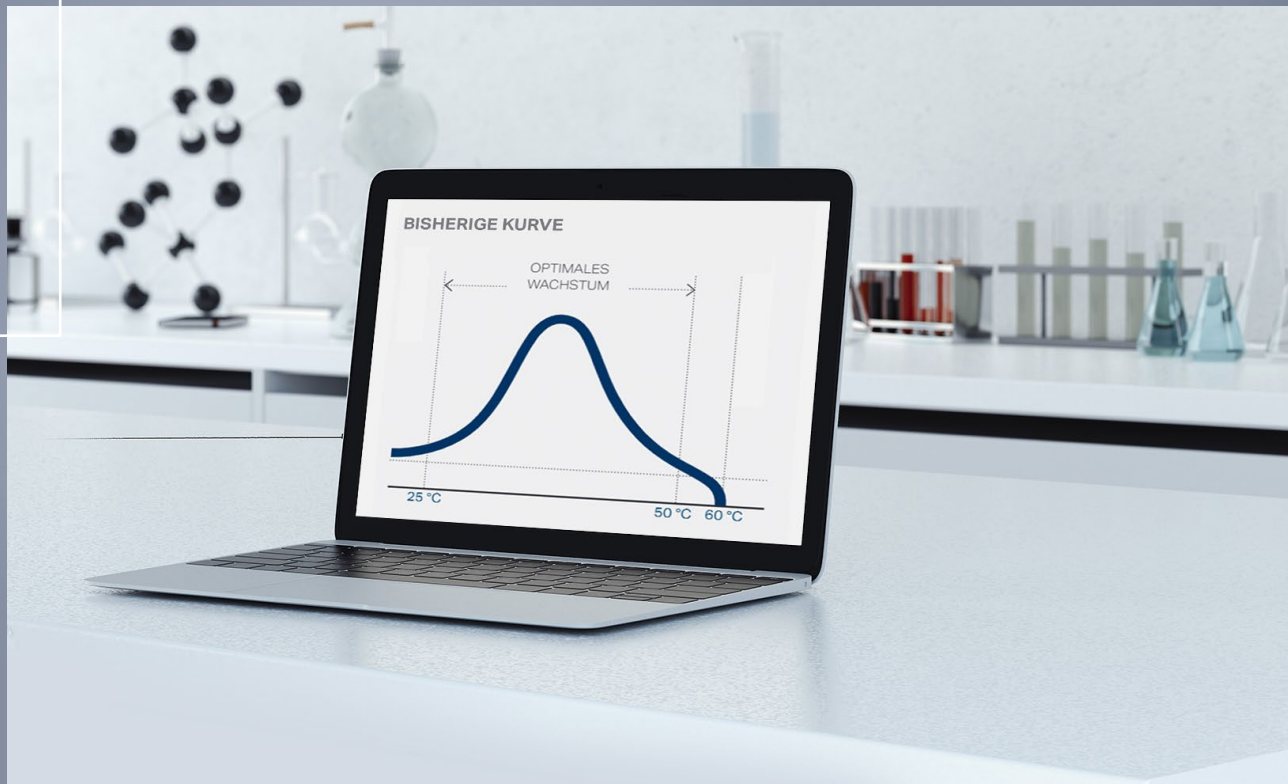 BISHERIGE KURVE
OPTIMALES
WACHSTUM
25 °C
50 °C 60 °C